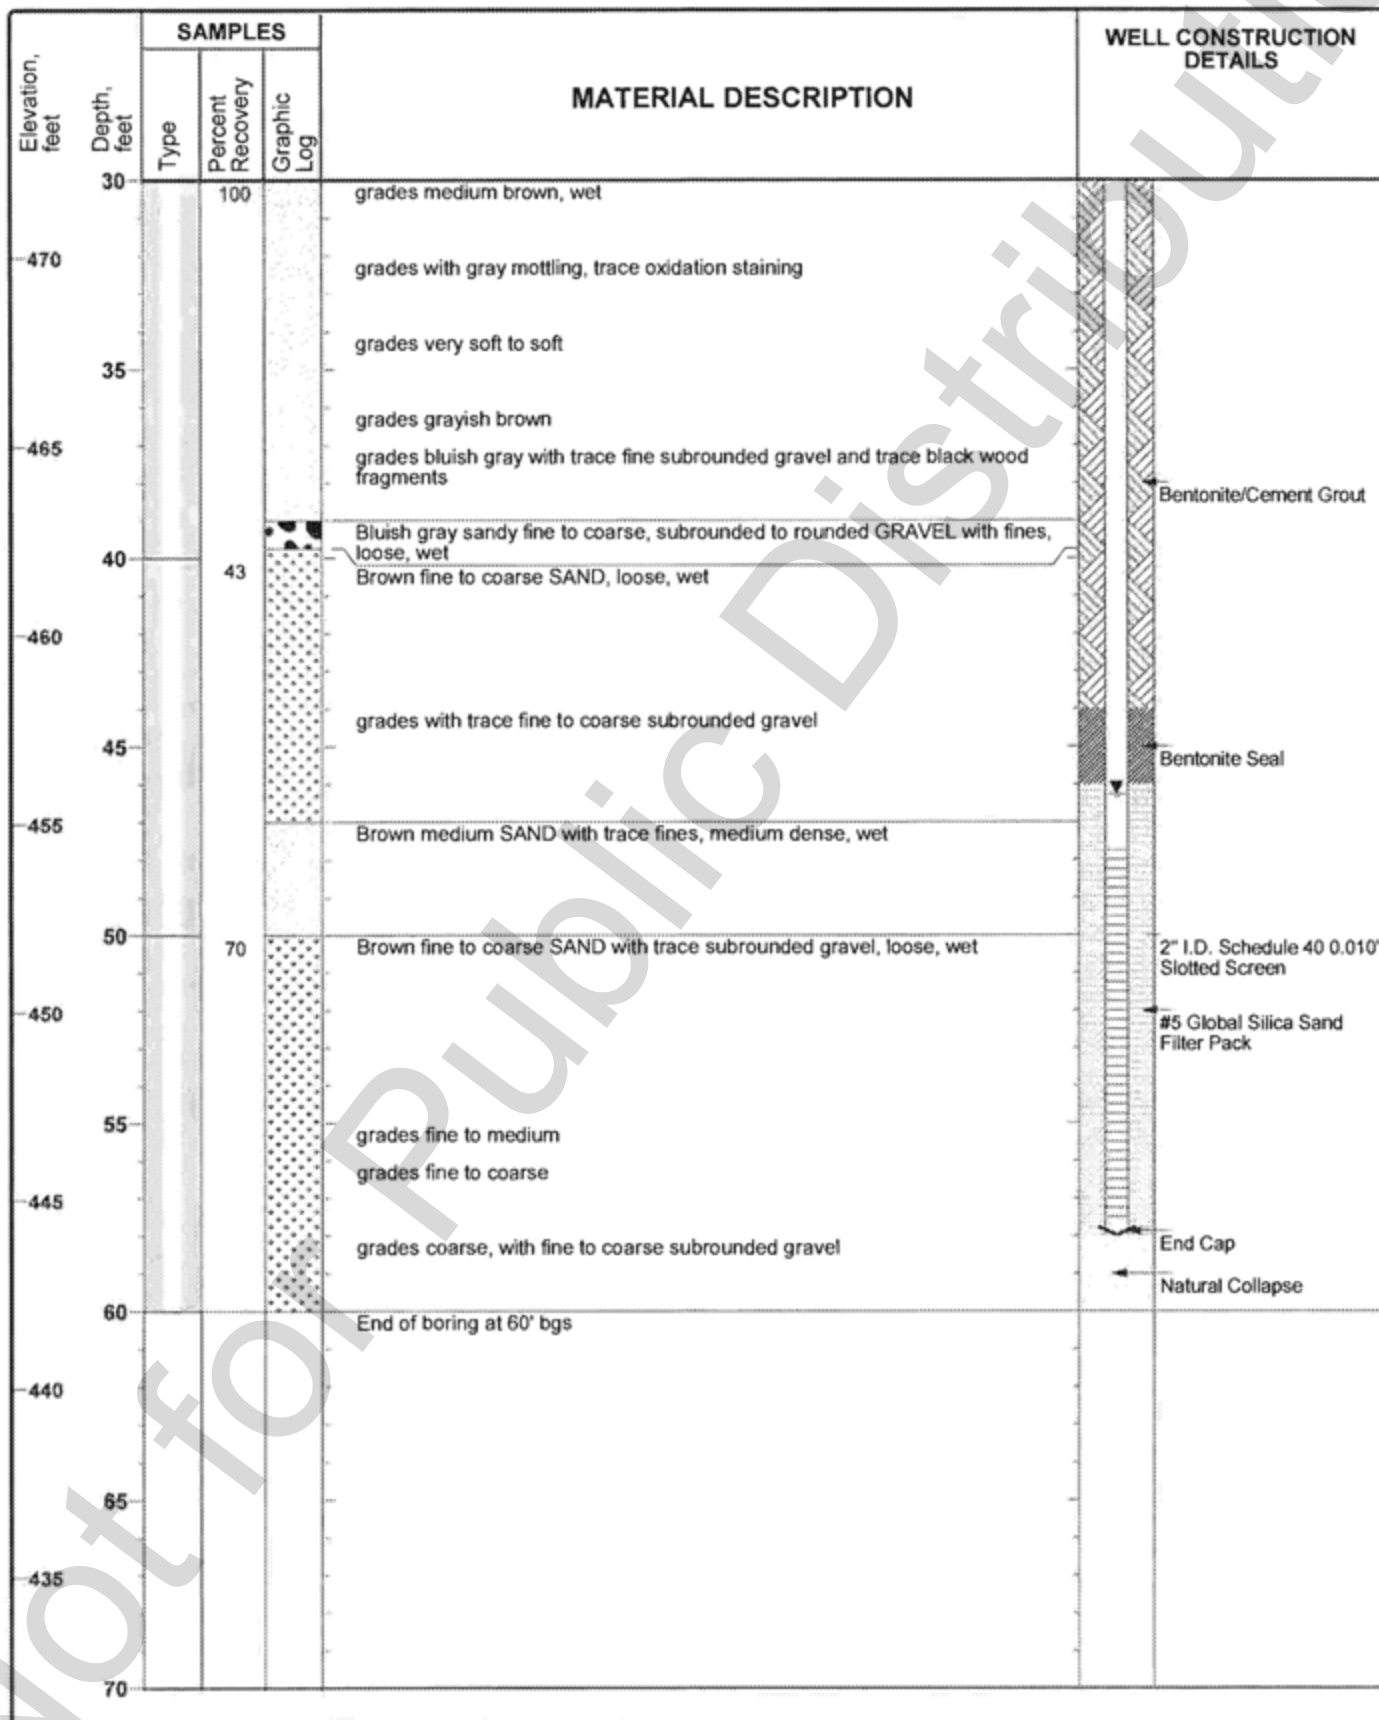 SAMPLES
WELL CONSTRUCTION
DETAILS
MATERIAL DESCRIPTION
Elevation,
feet
Depth,
feet
Type
Percent
Recovery
Graphic
Log
30
100
grades medium brown, wet
470
grades with gray mottling, trace oxidation staining
grades very soft to soft
35
grades grayish brown
465
grades bluish gray with trace fine subrounded gravel and trace black wood
fragments
Bentonite/Cement Grout
Bluish gray sandy fine to coarse, subrounded to rounded GRAVEL with fines,
loose, wet
40
43
Brown fine to coarse SAND, loose, wet
460
grades with trace fine to coarse subrounded gravel
45
Bentonite Seal
455
Brown medium SAND with trace fines, medium dense, wet
50
70
Brown fine to coarse SAND with trace subrounded gravel, loose, wet
2" I.D. Schedule 40 0.010"
Slotted Screen
450
#5 Global Silica Sand
Filter Pack
55
grades fine to medium
grades fine to coarse
445
grades coarse, with fine to coarse subrounded gravel
End Cap
Natural Collapse
60
End of boring at 60' bgs
440
65
435
70
Not for Public Distributi